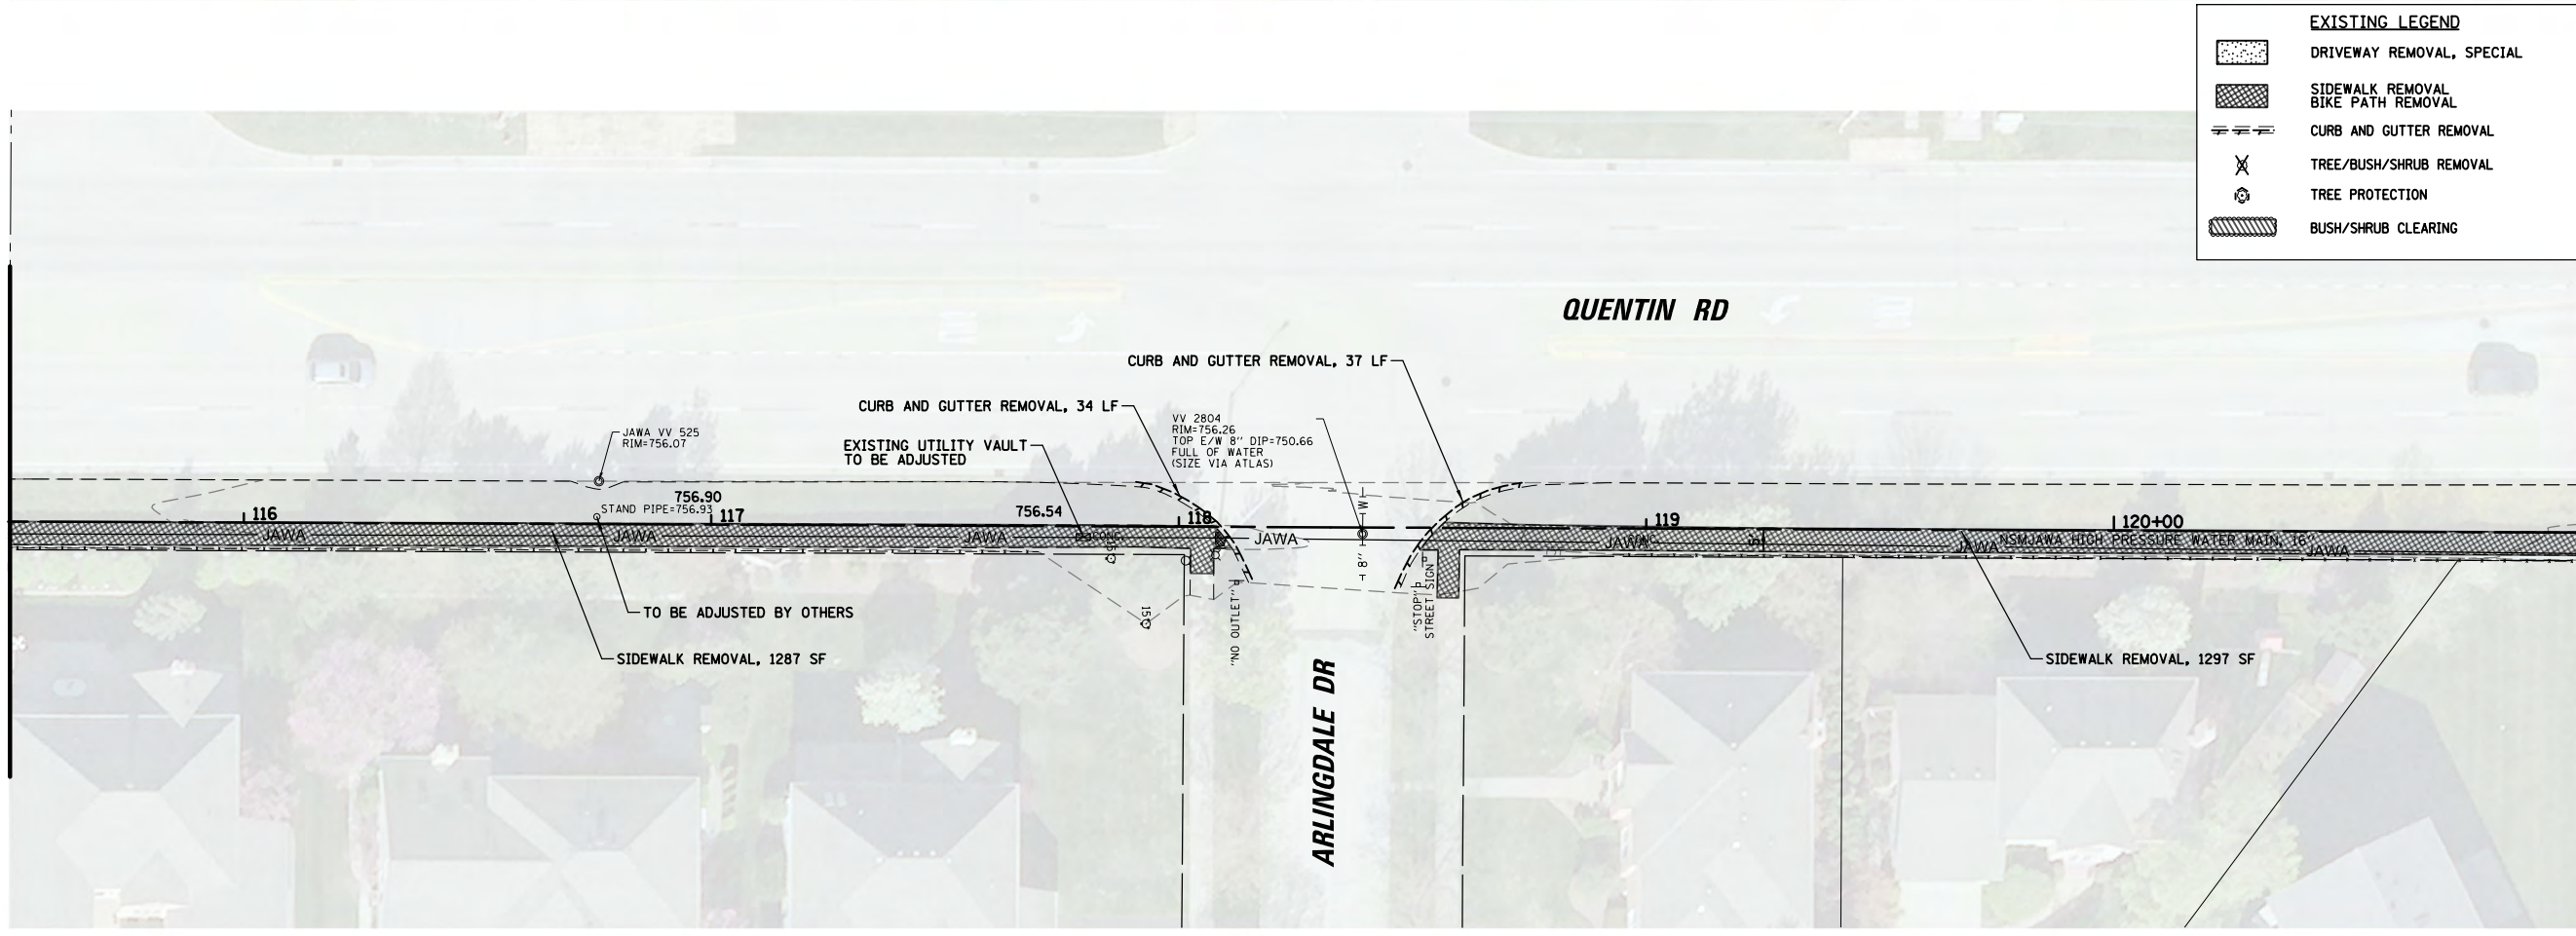 EXISTING LEGEND
DRIVEWAY REMOVAL, SPECIAL
SIDEWALK REMOVAL
BIKE PATH REMOVAL
CURB AND GUTTER REMOVAL
TREE/BUSH/SHRUB REMOVAL
TREE PROTECTION
BUSH/SHRUB CLEARING
QUENTIN RD
CURB AND GUTTER REMOVAL, 37 LF
CURB AND GUTTER REMOVAL, 34 LF
VV 2804
RIM=756.26
TOP E/W 8" DIP=750.66
FULL OF WATER
(SIZE VIA ATLAS)
JAWA VV 525
RIM=756.07
EXISTING UTILITY VAULT
TO BE ADJUSTED
756.90
STAND PIPE=756.93
756.54
116
117
118
119
120+00
W
8"
JAWA
JAWA
JAWA
JAWA
JAWA
JAWA
NSMJAWA HIGH PRESSURE WATER MAIN, 16"
JAWA
5'
15
"NO OUTLET"
"STOP"
STREET SIGN
TO BE ADJUSTED BY OTHERS
SIDEWALK REMOVAL, 1287 SF
SIDEWALK REMOVAL, 1297 SF
ARLINGDALE DR